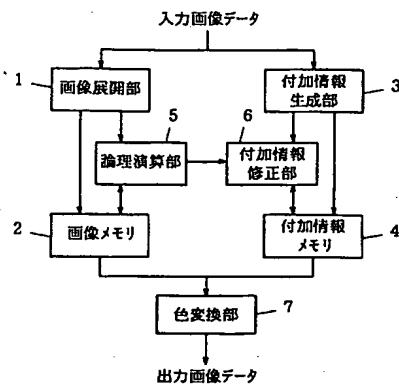 入力画像データ
1
画像展開部
付加情報
生成部
3
5
論理演算部
6
付加情報
修正部
2
画像メモリ
付加情報
メモリ
4
色変換部
7
出力画像データ